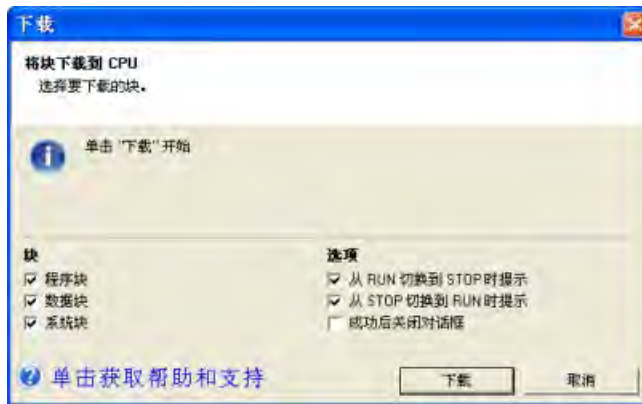 下载
将块下载到 CPU
选择要下载的块。
单击 "下载" 开始
块
选项
程序块
从 RUN 切换到 STOP 时提示
数据块
从 STOP 切换到 RUN 时提示
系统块
成功后关闭对话框
单击获取帮助和支持
下载
取消